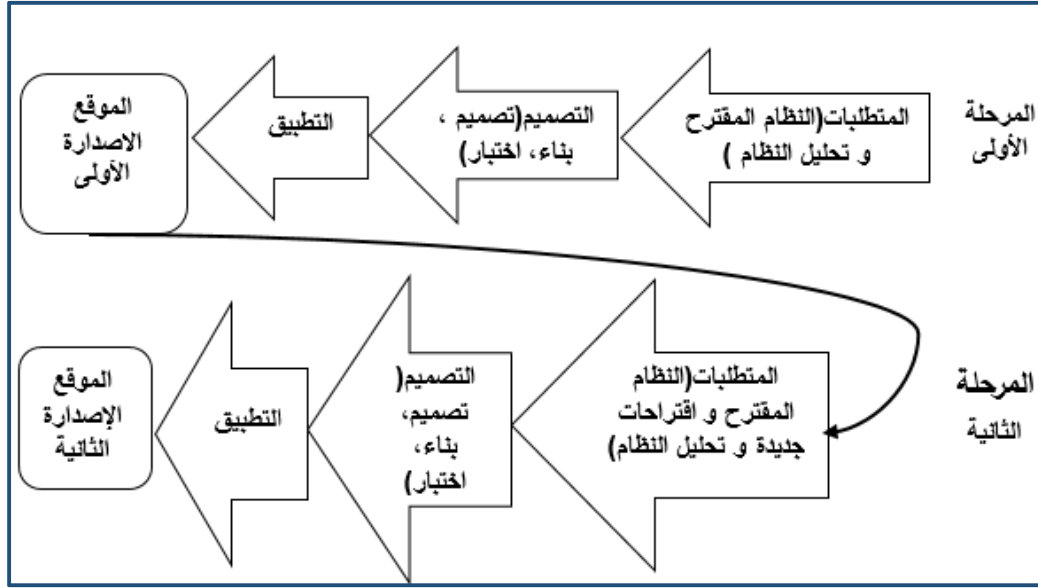 المرحلة
الأولى
المتطلبات(النظام المقترح
و تحليل النظام )
التصميم(تصميم ،
بناء، اختبار)
التطبيق
الموقع
الاصدارة
الأولى
المرحلة
الثانية
المتطلبات(النظام
المقترح و اقتراحات
جديدة و تحليل النظام)
التصميم(
تصميم،
بناء،
اختبار)
التطبيق
الموقع
الإصدارة
الثانية